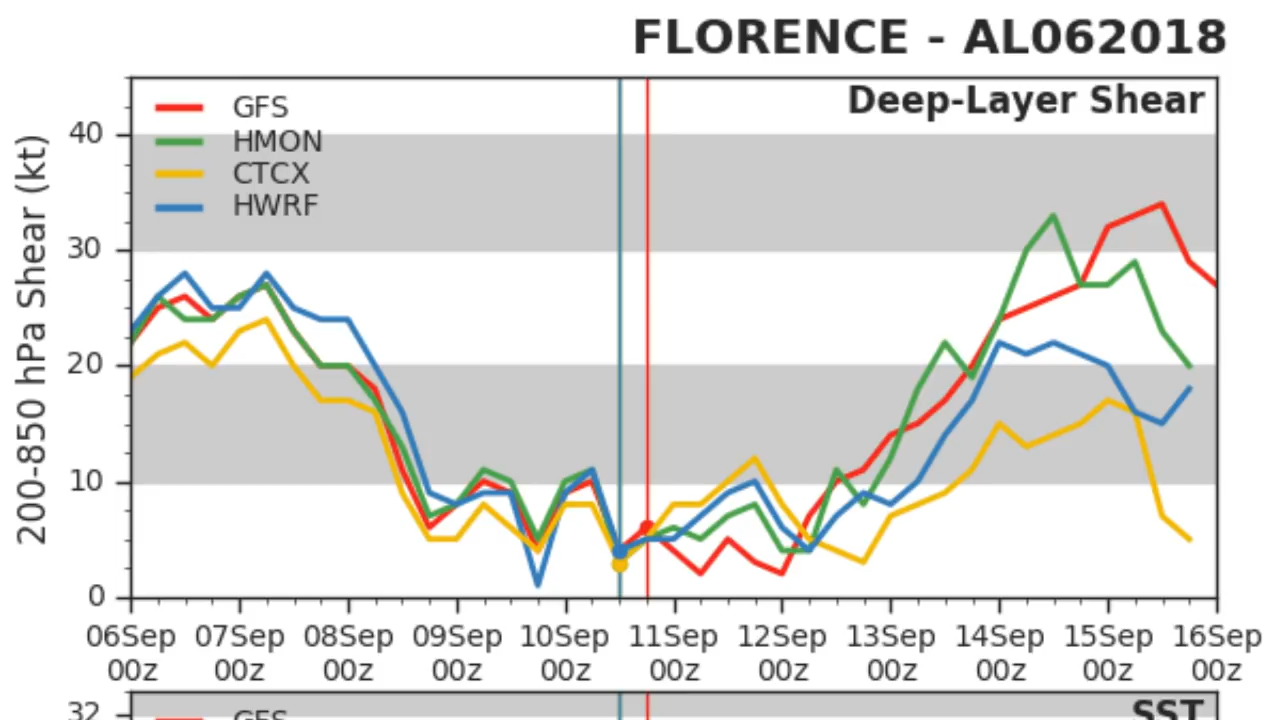 FLORENCE - AL062018
Deep-Layer Shear
GFS
HMON
CTCX
HWRF
200-850 hPa Shear (kt)
40
30
20
10
0
06Sep 07Sep 08Sep 09Sep 10Sep 11Sep 12Sep 13Sep 14Sep 15Sep 16Sep
00z 00z 00z 00z 00z 00z 00z 00z 00z 00z 00z
32
GFS
SST